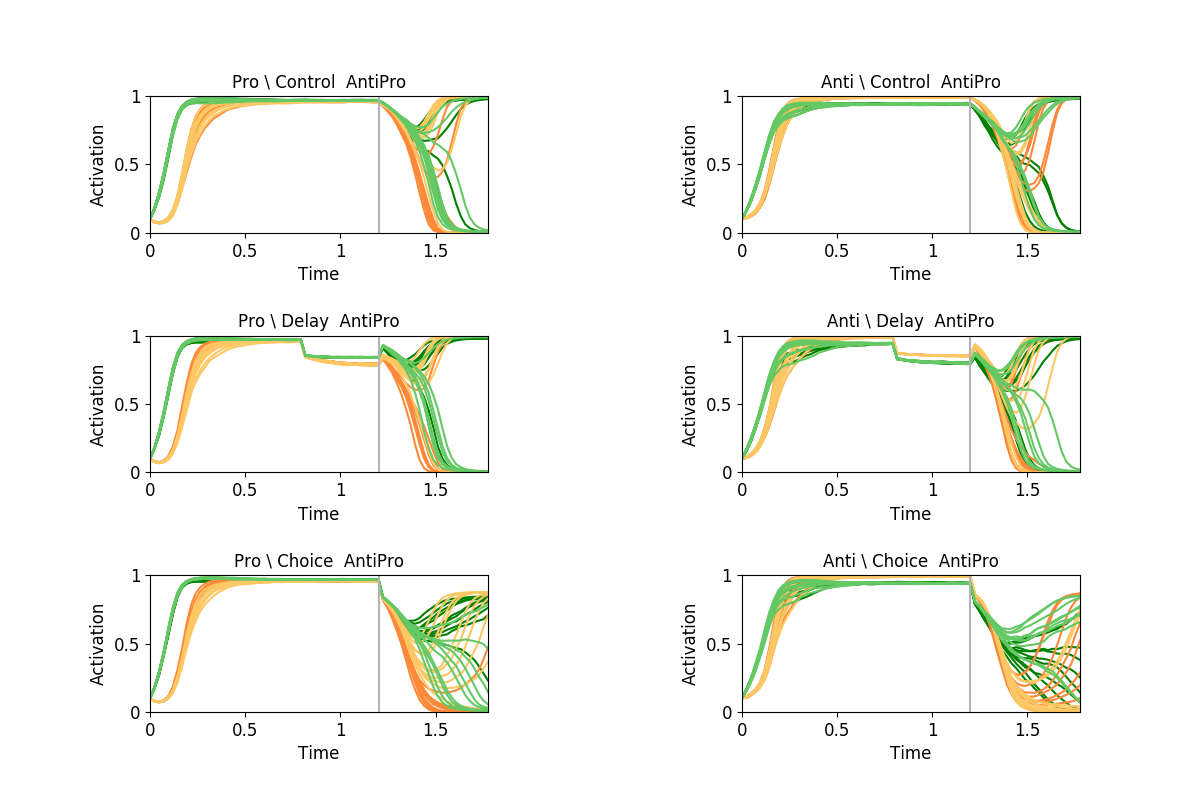 Pro \ Control  AntiPro
Anti \ Control  AntiPro
1
0.5
0
Activation
0
0.5
1
1.5
Time
1
0.5
0
Activation
0
0.5
1
1.5
Time
Pro \ Delay  AntiPro
Anti \ Delay  AntiPro
1
0.5
0
Activation
0
0.5
1
1.5
Time
1
0.5
0
Activation
0
0.5
1
1.5
Time
Pro \ Choice  AntiPro
Anti \ Choice  AntiPro
1
0.5
0
Activation
0
0.5
1
1.5
Time
1
0.5
0
Activation
0
0.5
1
1.5
Time